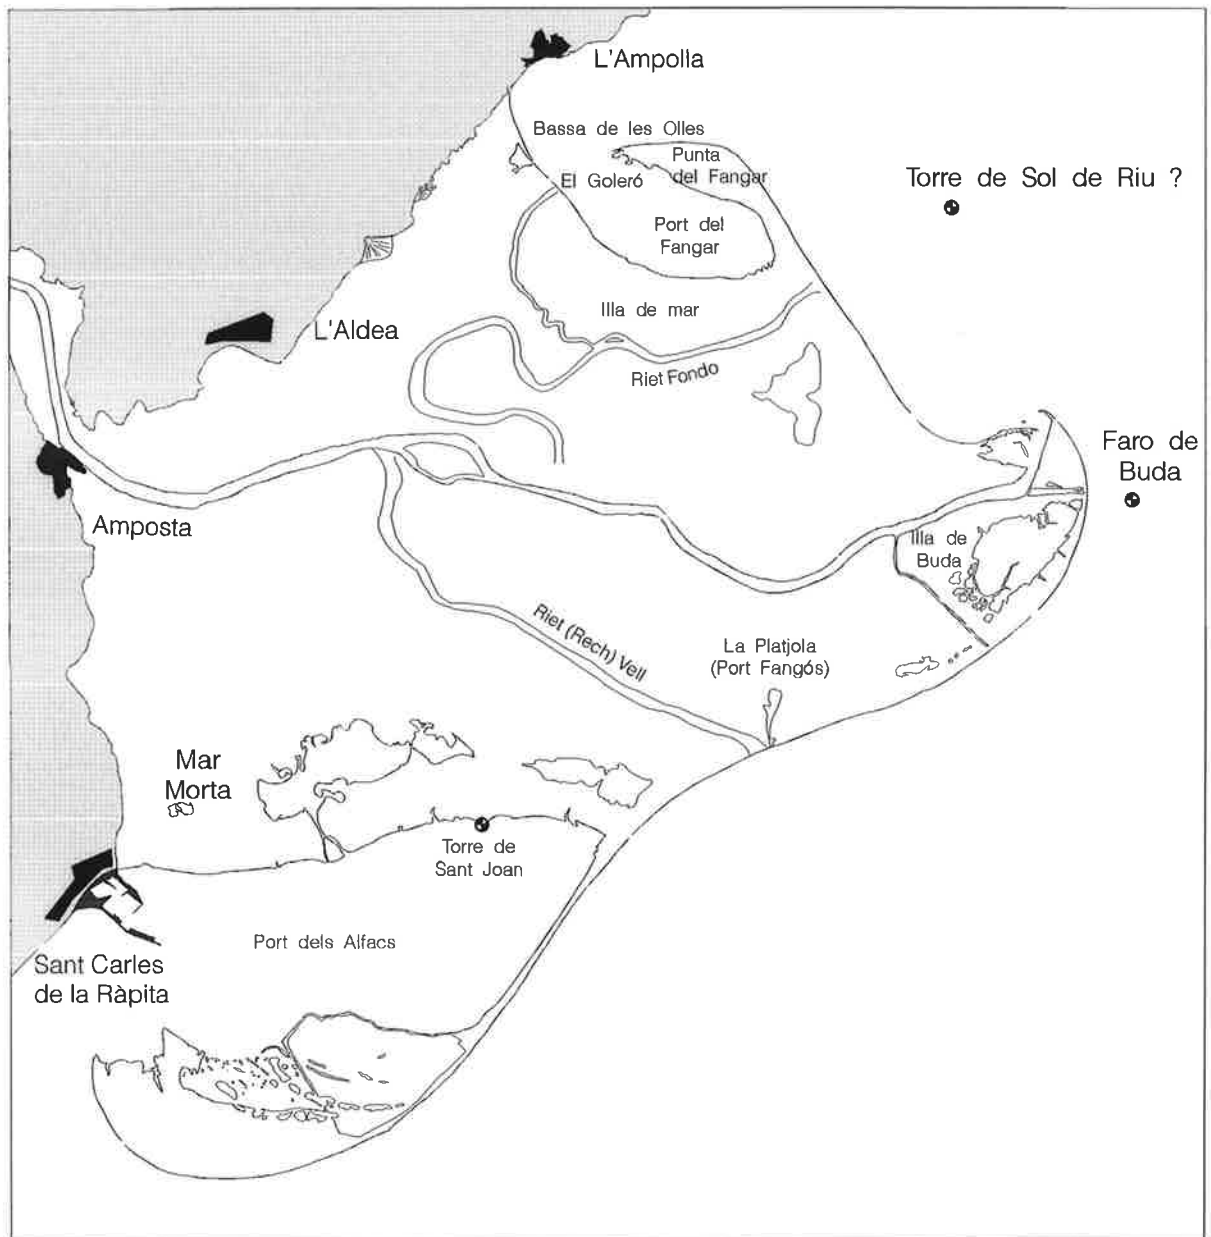 L'Ampolla
Bassa de les Olles
Punta
del Fangar
El Goleró
Torre de Sol de Riu ?
Port del
Fangar
Illa de mar
L'Aldea
Riet Fondo
Faro de
Buda
Amposta
Illa de
Buda
Riet (Rech) Vell
La Platjola
(Port Fangós)
Mar
Morta
Torre de
Sant Joan
Port dels Alfacs
Sant Carles
de la Ràpita